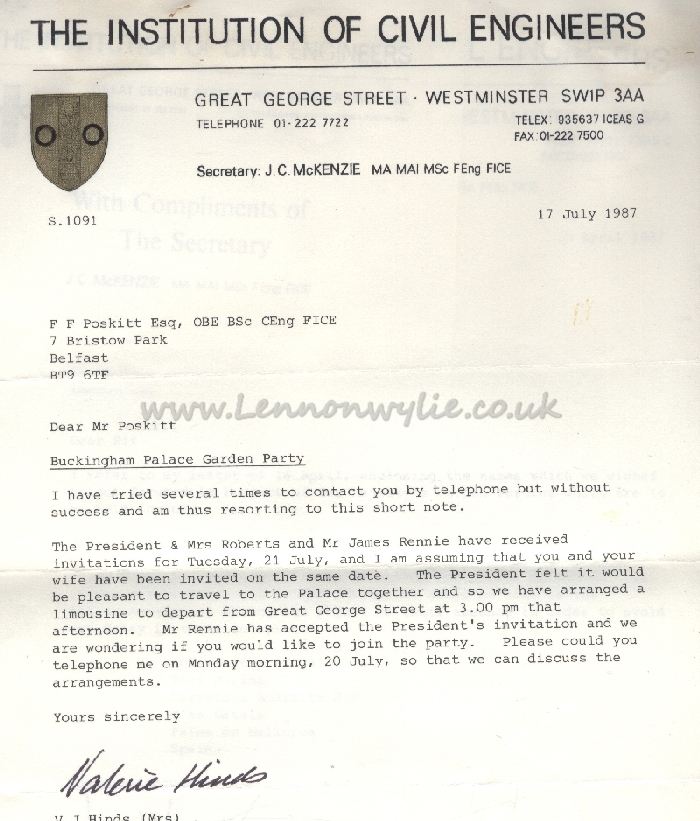 THE INSTITUTION OF CIVIL ENGINEERS
GREAT GEORGE STREET · WESTMINSTER SW1P 3AA
TELEPHONE 01-222 7722
TELEX: 935637 ICEAS G
FAX: 01-222 7500
Secretary: J. C. McKENZIE MA MAI MSc FEng FICE
With Compliments of
The Secretary
S.1091
17 July 1987
F F Poskitt Esq, OBE BSc CEng FICE
7 Bristow Park
Belfast
BT9 6TF
www.Lennonwylie.co.uk
Dear Mr Poskitt
Buckingham Palace Garden Party
I have tried several times to contact you by telephone but without
success and am thus resorting to this short note.
The President & Mrs Roberts and Mr James Rennie have received
invitations for Tuesday, 21 July, and I am assuming that you and your
wife have been invited on the same date. The President felt it would
be pleasant to travel to the Palace together and so we have arranged a
limousine to depart from Great George Street at 3.00 pm that
afternoon. Mr Rennie has accepted the President's invitation and we
are wondering if you would like to join the party. Please could you
telephone me on Monday morning, 20 July, so that we can discuss the
arrangements.
Yours sincerely
Valerie Hinds
V J Hinds (Mrs)